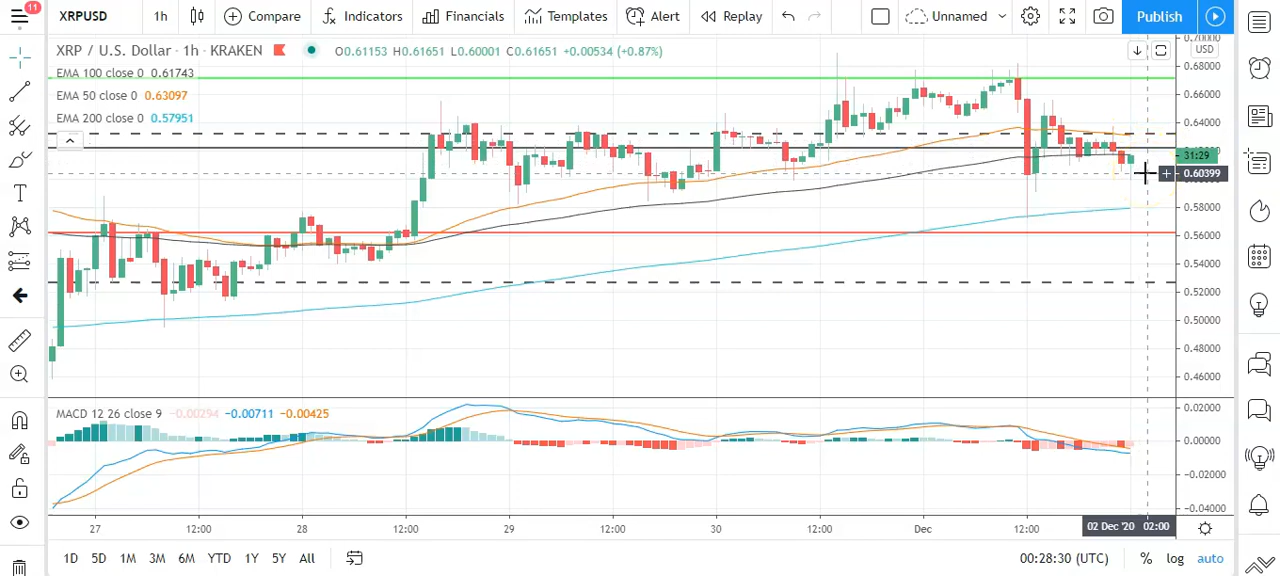 11
XRPUSD 1h Compare Indicators Financials Templates Alert Replay Unnamed Publish
XRP / U.S. Dollar · 1h · KRAKEN O0.61153 H0.61651 L0.60001 C0.61651 +0.00534 (+0.87%)
EMA 100 close 0 0.61743
EMA 50 close 0 0.63097
EMA 200 close 0 0.57951
USD
0.70000
0.68000
0.66000
0.64000
31:29
0.60399
0.58000
0.56000
0.54000
0.52000
0.50000
0.48000
0.46000
MACD 12 26 close 9 -0.00294 -0.00711 -0.00425
0.02000
0.00000
-0.02000
-0.04000
27 12:00 28 12:00 29 12:00 30 12:00 Dec 12:00 02 Dec '20 02:00
1D 5D 1M 3M 6M YTD 1Y 5Y All 00:28:30 (UTC) % log auto